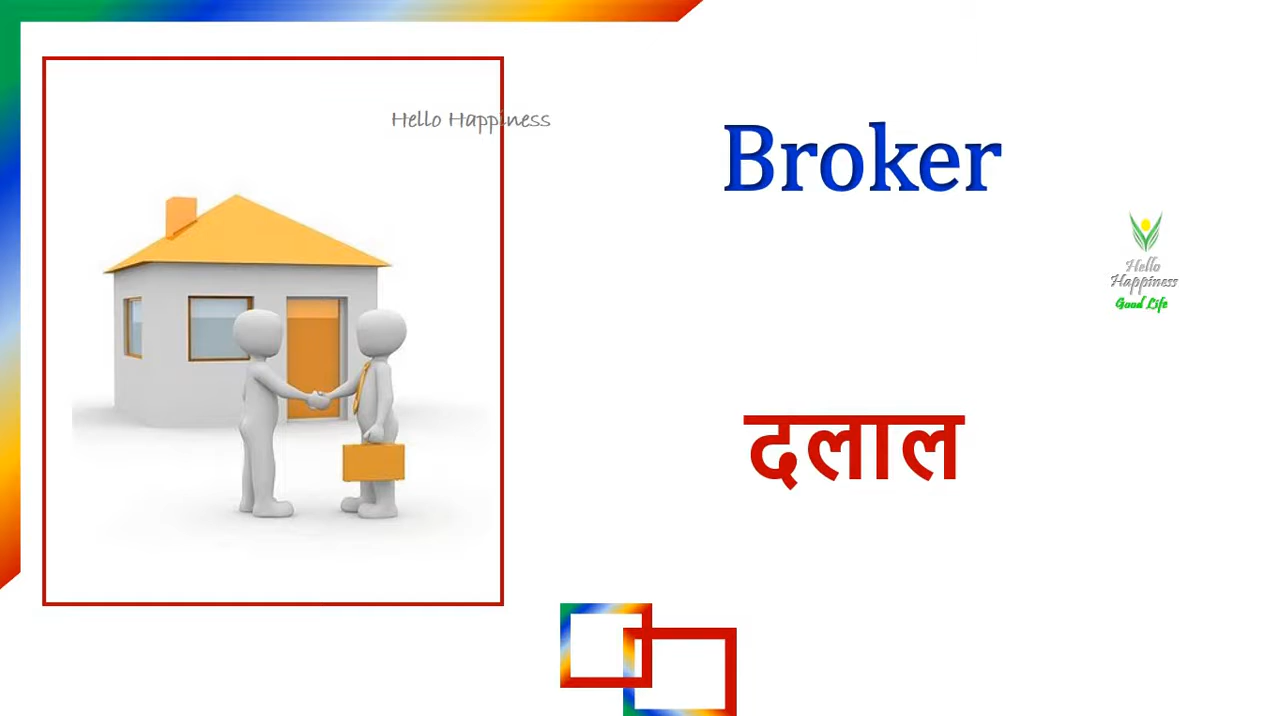 Hello Happiness
Broker
Hello
Happiness
Good Life
दलाल